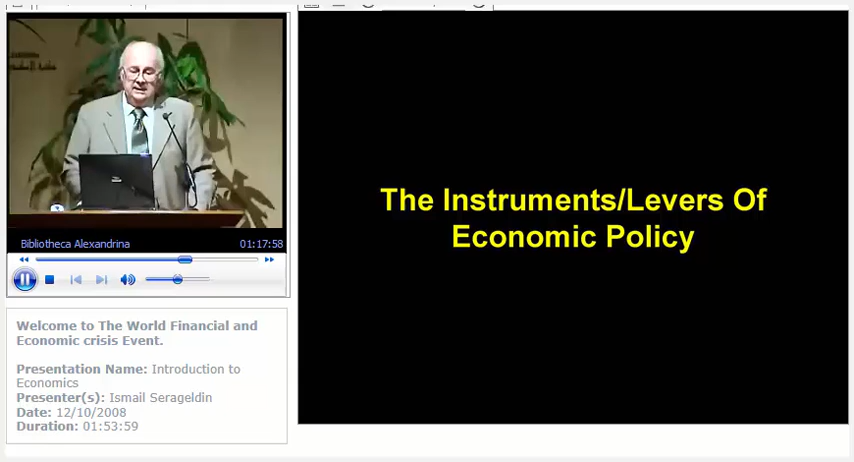 Bibliotheca Alexandrina 01:17:58
Welcome to The World Financial and
Economic crisis Event.
Presentation Name: Introduction to
Economics
Presenter(s): Ismail Serageldin
Date: 12/10/2008
Duration: 01:53:59
The Instruments/Levers Of
Economic Policy